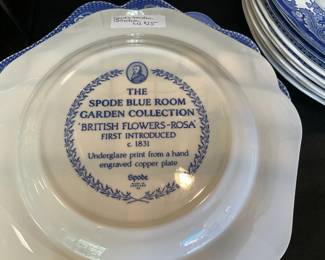 THE
SPODE BLUE ROOM
GARDEN COLLECTION
'BRITISH FLOWERS-ROSA'
FIRST INTRODUCED
c. 1831
Underglaze print from a hand
engraved copper plate
Spode